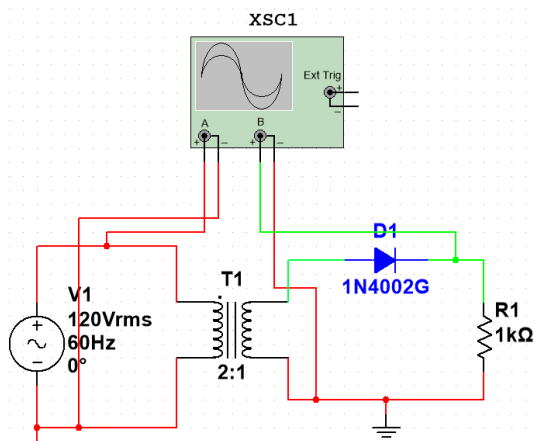 XSC1
Ext Trig
+
−
A
B
+
−
+
−
D1
1N4002G
T1
2:1
V1
120Vrms
60Hz
0°
+
−
R1
1kΩ